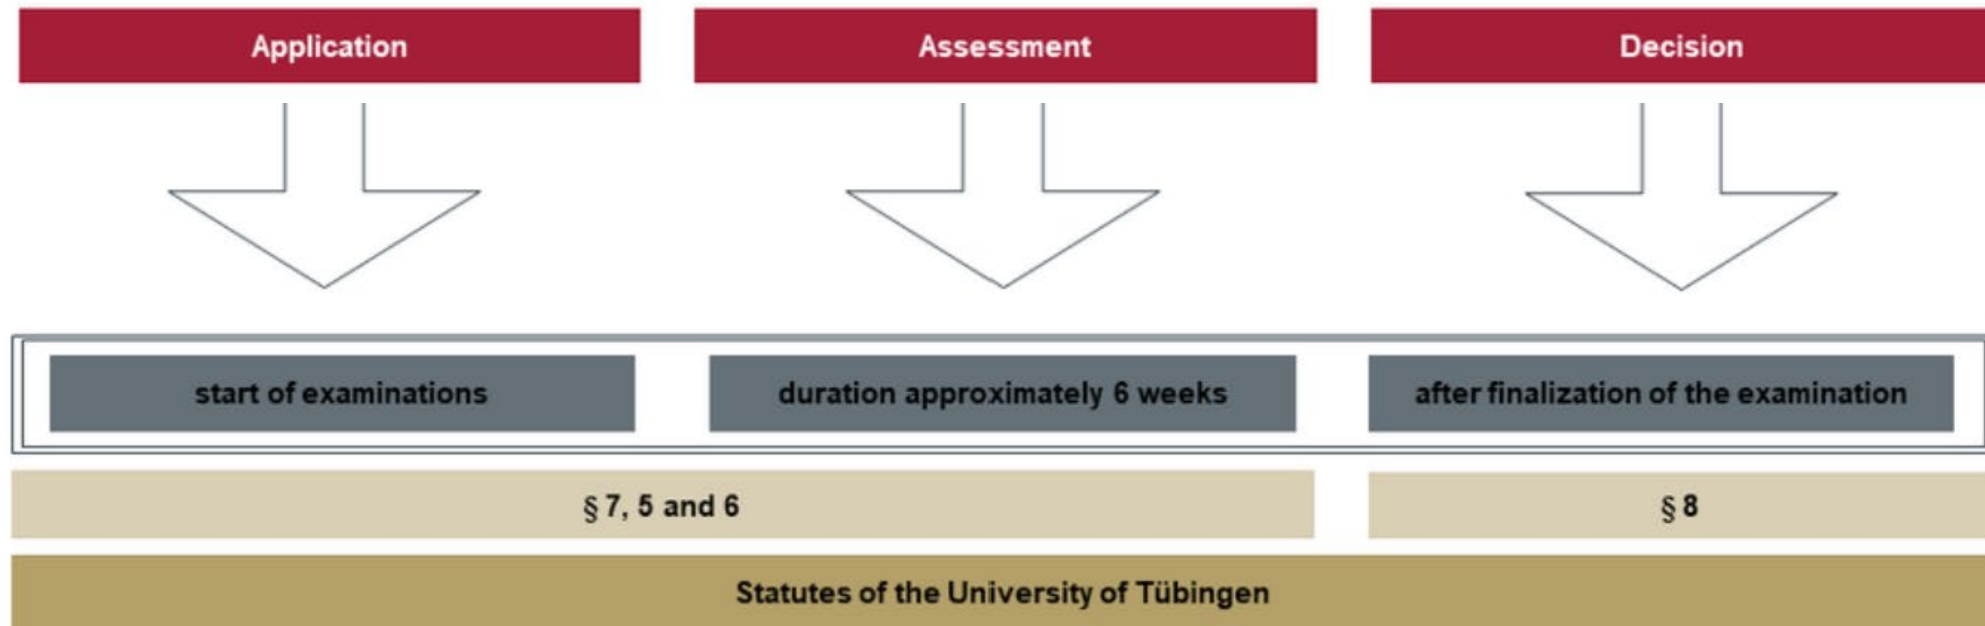 Application
Assessment
Decision
start of examinations
duration approximately 6 weeks
after finalization of the examination
§ 7, 5 and 6
§ 8
Statutes of the University of Tübingen